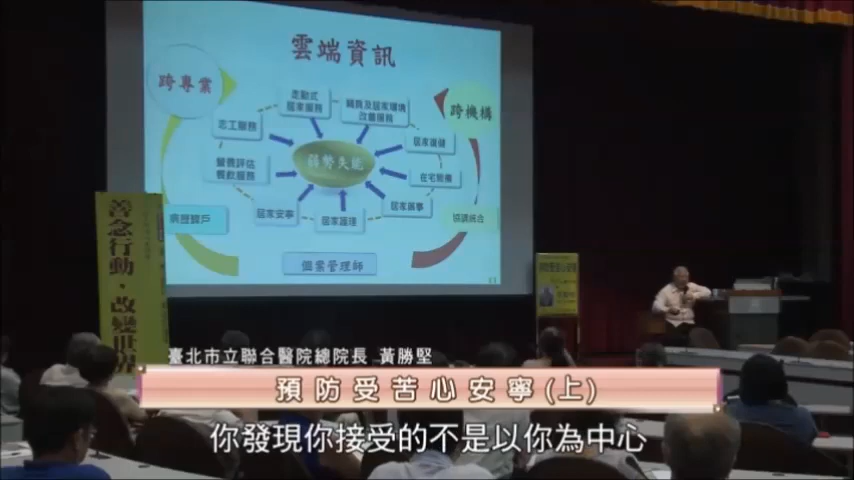 雲端資訊
跨專業
走動式
居家服務
輔具及居家環境
改善服務
跨機構
志工服務
居家復健
營養評估
餐飲服務
弱勢失能
在宅醫療
居家安寧
居家護理
居家醫事
協調統合
個案管理師
善念行動，改變世界
臺北市立聯合醫院總院長 黃勝堅
預防受苦心安寧(上)
你發現你接受的不是以你為中心